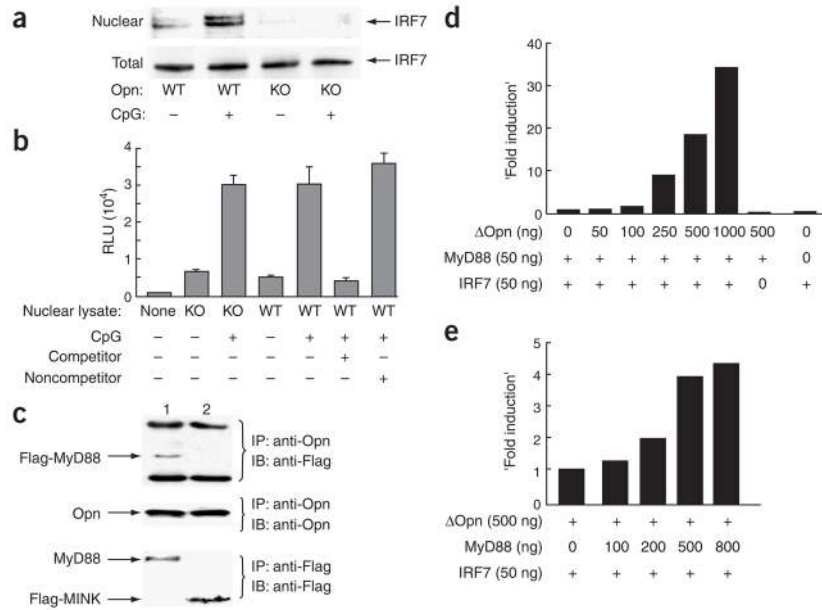 a
Nuclear
IRF7
Total
IRF7
Opn: WT WT KO KO
CpG: – + – +
b
RLU (10⁴)
4
3
2
1
0
Nuclear lysate: None KO KO WT WT WT WT
CpG – – + – + + +
Competitor – – – – – + –
Noncompetitor – – – – – – +
c
1 2
Flag-MyD88
IP: anti-Opn
IB: anti-Flag
Opn
IP: anti-Opn
IB: anti-Opn
MyD88
IP: anti-Flag
IB: anti-Flag
Flag-MINK
d
'Fold induction'
40
30
20
10
0
ΔOpn (ng) 0 50 100 250 500 1000 500 0
MyD88 (50 ng) + + + + + + + 0
IRF7 (50 ng) + + + + + + 0 +
e
'Fold induction'
5
4
3
2
1
0
ΔOpn (500 ng) + + + + +
MyD88 (ng) 0 100 200 500 800
IRF7 (50 ng) + + + + +